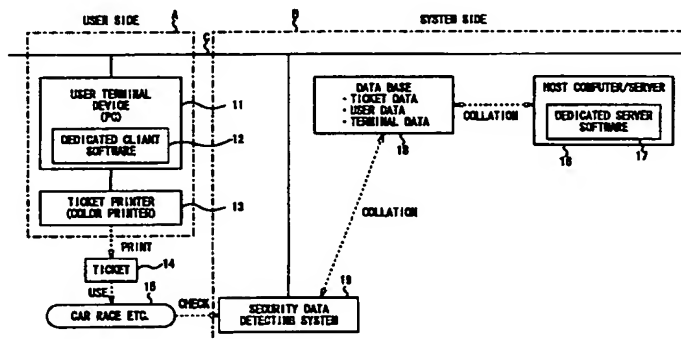 A
B
USER SIDE
SYSTEM SIDE
C
USER TERMINAL
DEVICE
(PC)
11
DEDICATED CLIANT
SOFTWARE
12
TICKET PRINTER
(COLOR PRINTER)
13
PRINT
TICKET
14
USE
15
CAR RACE ETC.
CHECK
DATA BASE
• TICKET DATA
• USER DATA
• TERMINAL DATA
18
COLLATION
HOST COMPUTER/SERVER
DEDICATED SERVER
SOFTWARE
16
17
COLLATION
19
SECURITY DATA
DETECTING SYSTEM